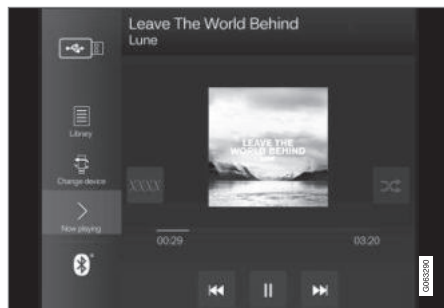 Leave The World Behind
Lune
Library
Change device
Now playing
LEAVE THE
WORLD BEHIND
LUNE
XXXX
00:29
03:20
G063290